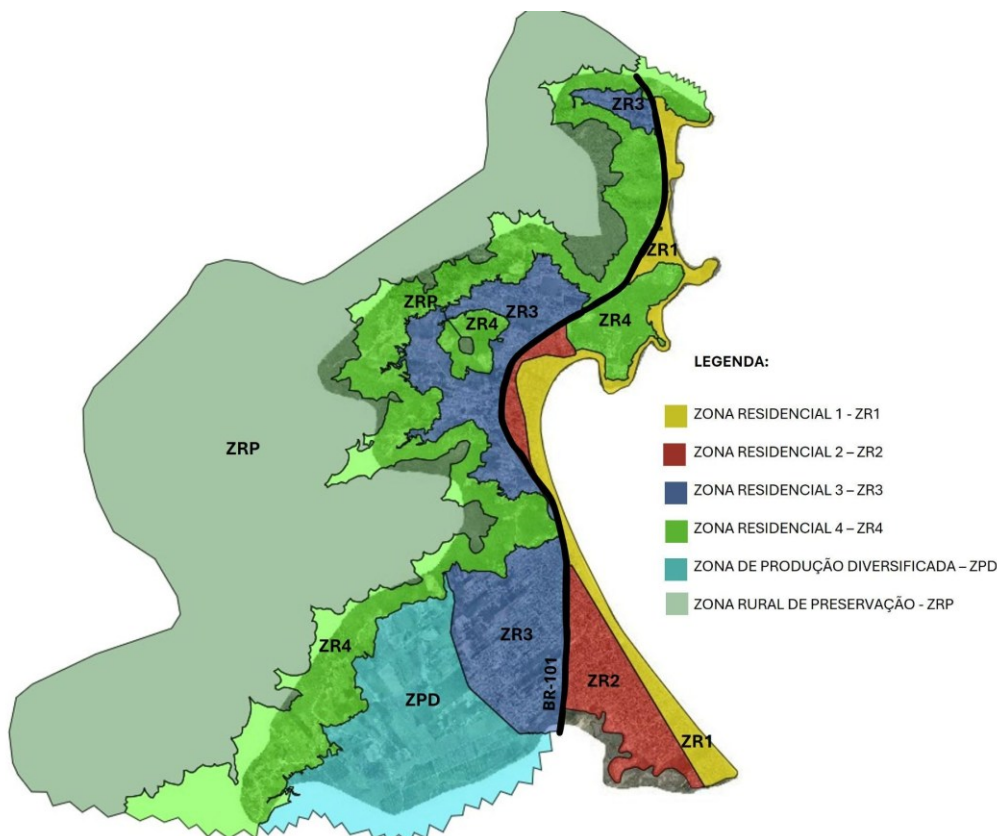 ZR3
ZR1
ZRP
ZR3
ZR4
ZR4
LEGENDA:
ZONA RESIDENCIAL 1 - ZR1
ZONA RESIDENCIAL 2 – ZR2
ZRP
ZONA RESIDENCIAL 3 – ZR3
ZONA RESIDENCIAL 4 – ZR4
ZONA DE PRODUÇÃO DIVERSIFICADA – ZPD
ZONA RURAL DE PRESERVAÇÃO - ZRP
ZR4
ZR3
ZPD
BR-101
ZR2
ZR1